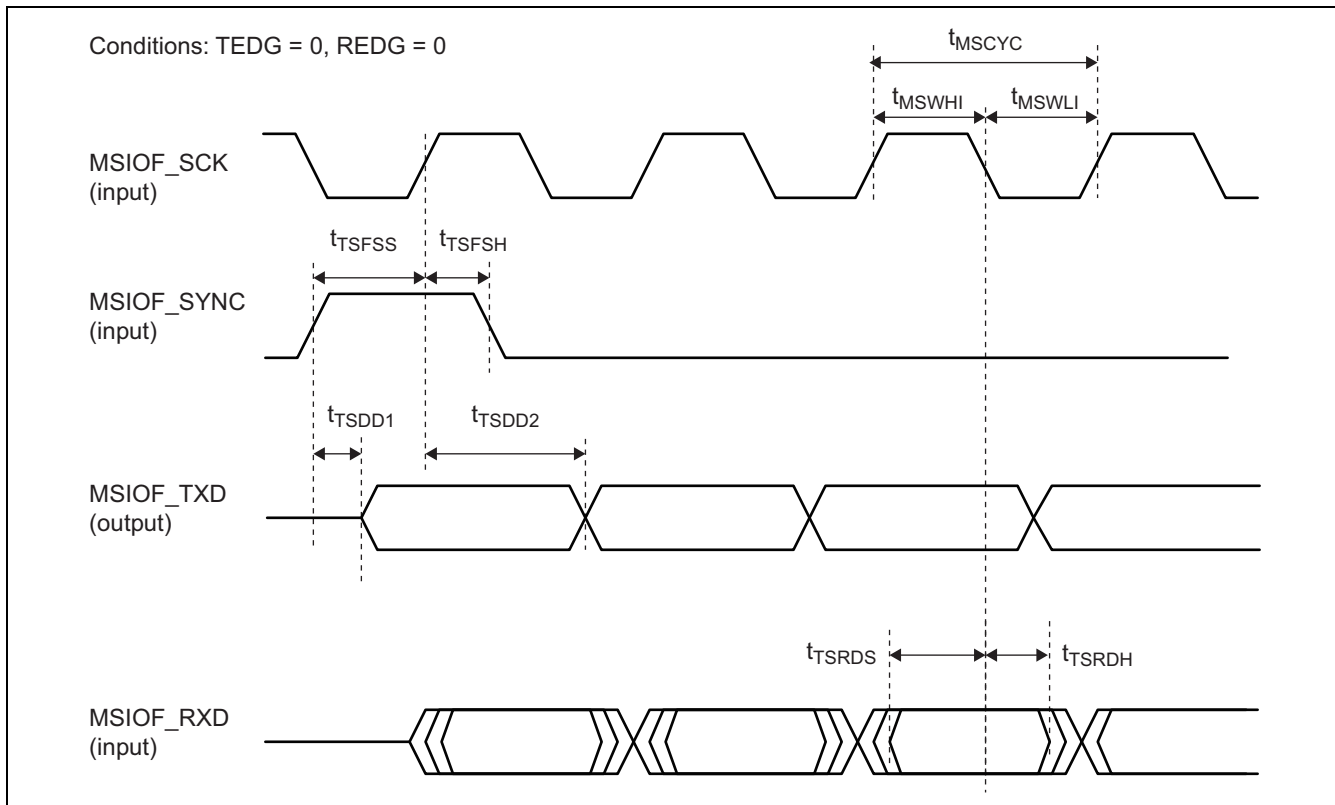 Conditions: TEDG = 0, REDG = 0
tMSCYC
tMSWHI
tMSWLI
MSIOF_SCK
(input)
tTSFSS
tTSFSH
MSIOF_SYNC
(input)
tTSDD1
tTSDD2
MSIOF_TXD
(output)
tTSRDS
tTSRDH
MSIOF_RXD
(input)